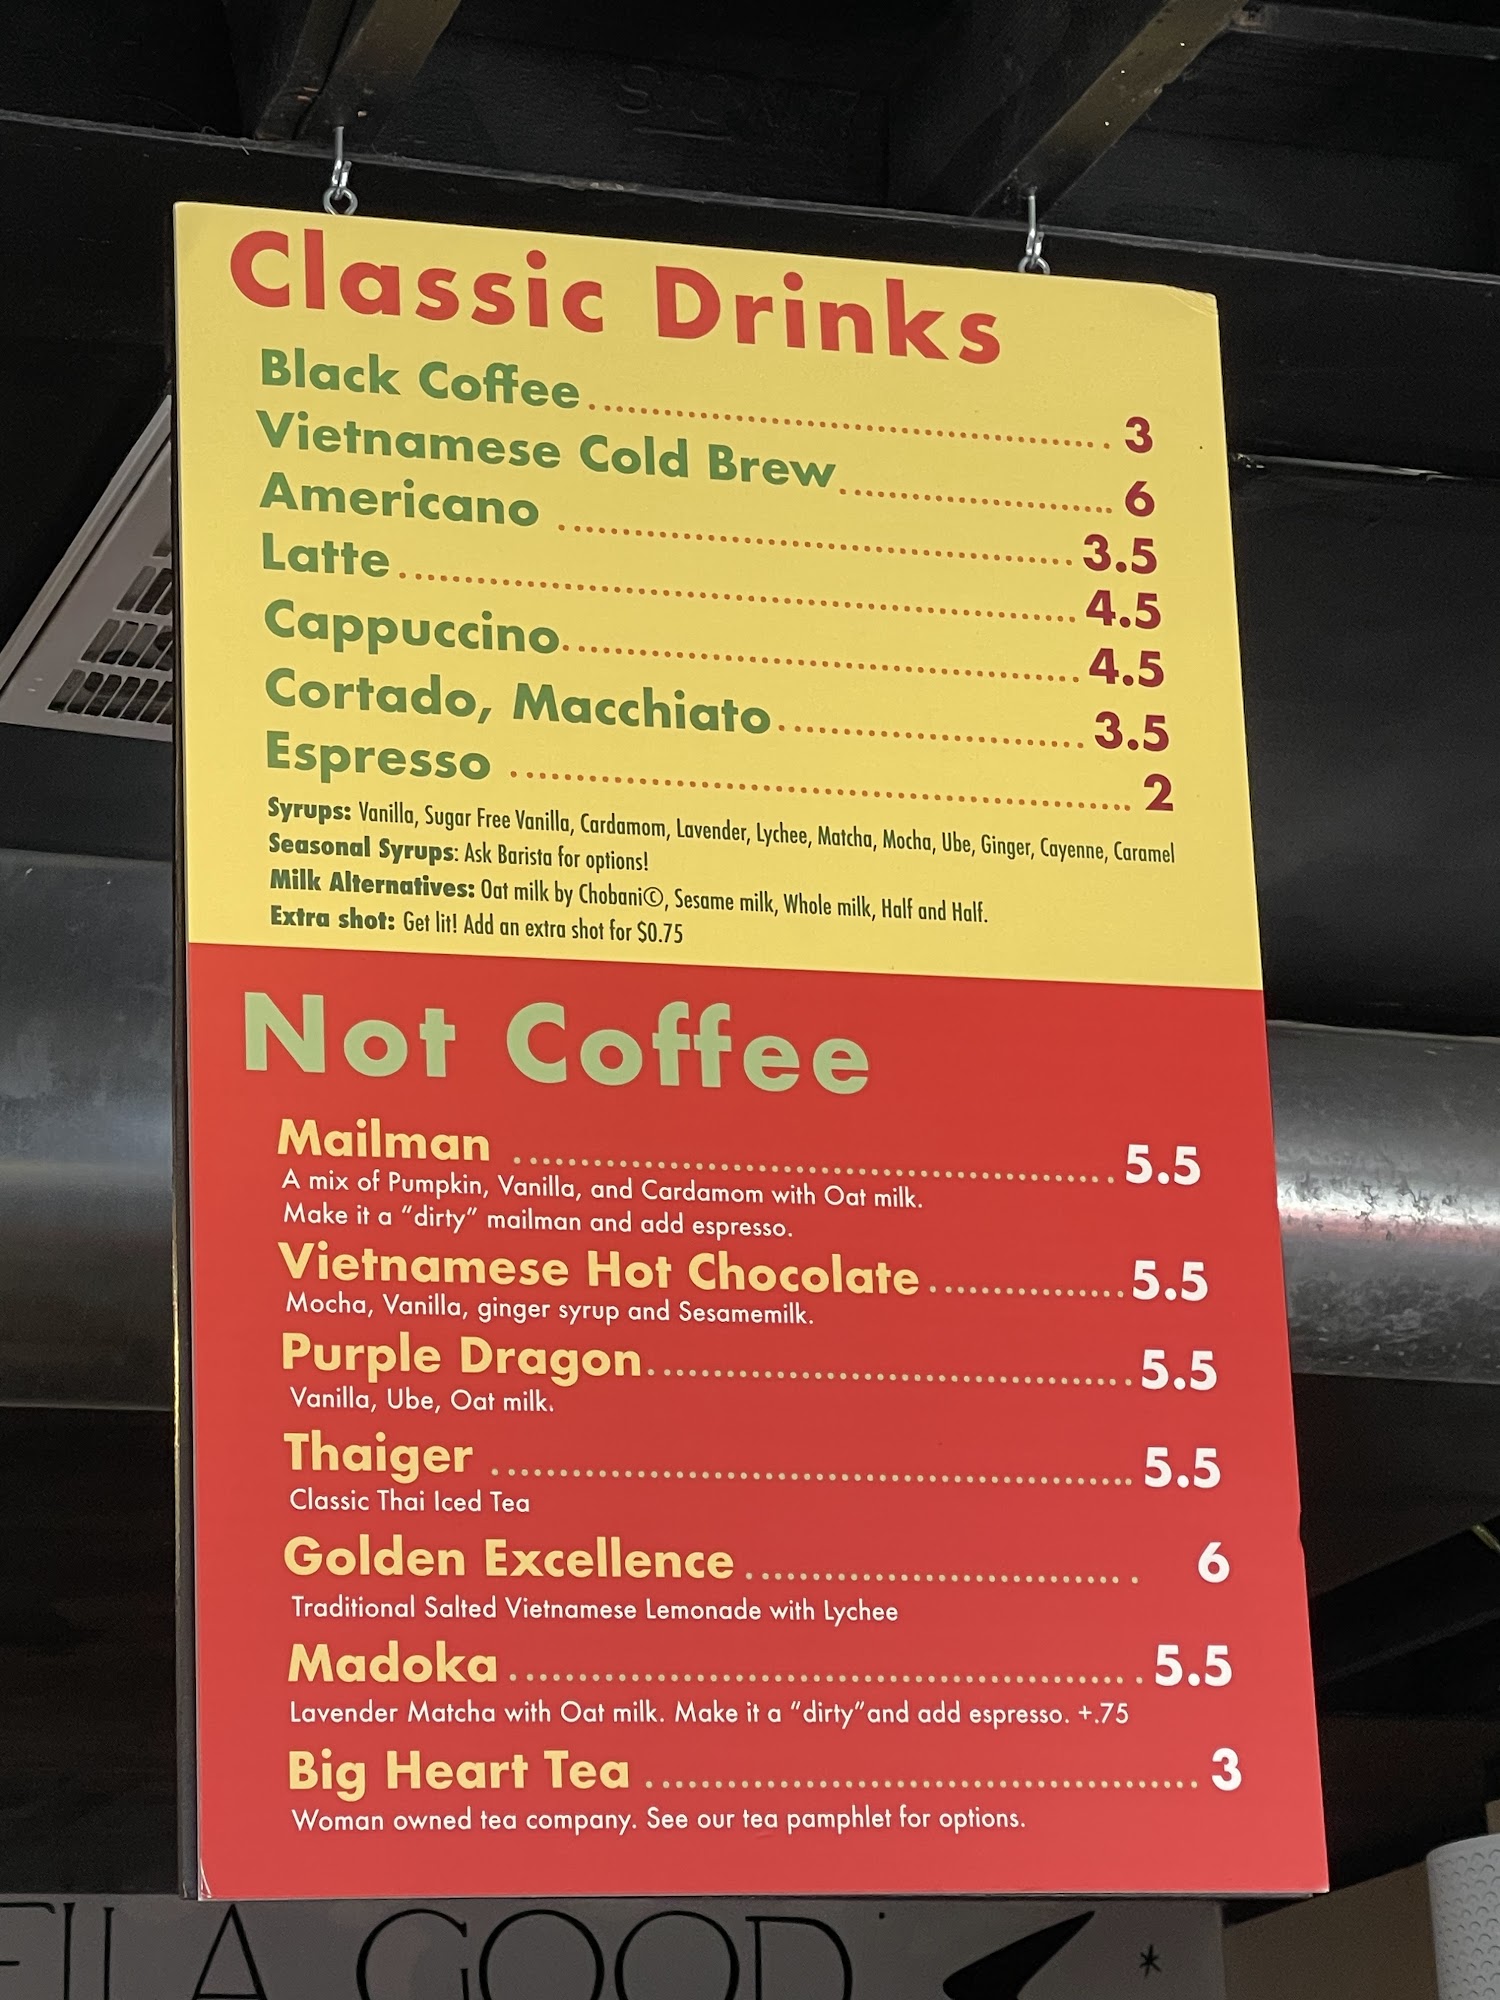 Classic Drinks
Black Coffee 3
Vietnamese Cold Brew 6
Americano 3.5
Latte 4.5
Cappuccino 4.5
Cortado, Macchiato 3.5
Espresso 2
Syrups: Vanilla, Sugar Free Vanilla, Cardamom, Lavender, Lychee, Matcha, Mocha, Ube, Ginger, Cayenne, Caramel
Seasonal Syrups: Ask Barista for options!
Milk Alternatives: Oat milk by Chobani©, Sesame milk, Whole milk, Half and Half.
Extra shot: Get lit! Add an extra shot for $0.75
Not Coffee
Mailman 5.5
A mix of Pumpkin, Vanilla, and Cardamom with Oat milk.
Make it a “dirty” mailman and add espresso.
Vietnamese Hot Chocolate 5.5
Mocha, Vanilla, ginger syrup and Sesamemilk.
Purple Dragon 5.5
Vanilla, Ube, Oat milk.
Thaiger 5.5
Classic Thai Iced Tea
Golden Excellence 6
Traditional Salted Vietnamese Lemonade with Lychee
Madoka 5.5
Lavender Matcha with Oat milk. Make it a “dirty”and add espresso. +.75
Big Heart Tea 3
Woman owned tea company. See our tea pamphlet for options.
GOOD